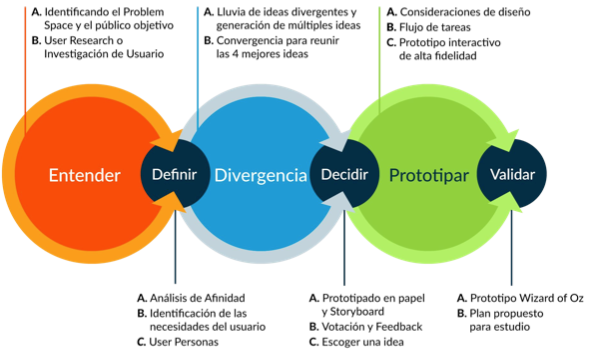 A. Identificando el Problem
Space y el público objetivo
B. User Research o
Investigación de Usuario
A. Lluvia de ideas divergentes y
generación de múltiples ideas
B. Convergencia para reunir
las 4 mejores ideas
A. Consideraciones de diseño
B. Flujo de tareas
C. Prototipo interactivo
de alta fidelidad
Entender
Definir
Divergencia
Decidir
Prototipar
Validar
A. Análisis de Afinidad
B. Identificación de las
necesidades del usuario
C. User Personas
A. Prototipado en papel
y Storyboard
B. Votación y Feedback
C. Escoger una idea
A. Prototipo Wizard of Oz
B. Plan propuesto
para estudio